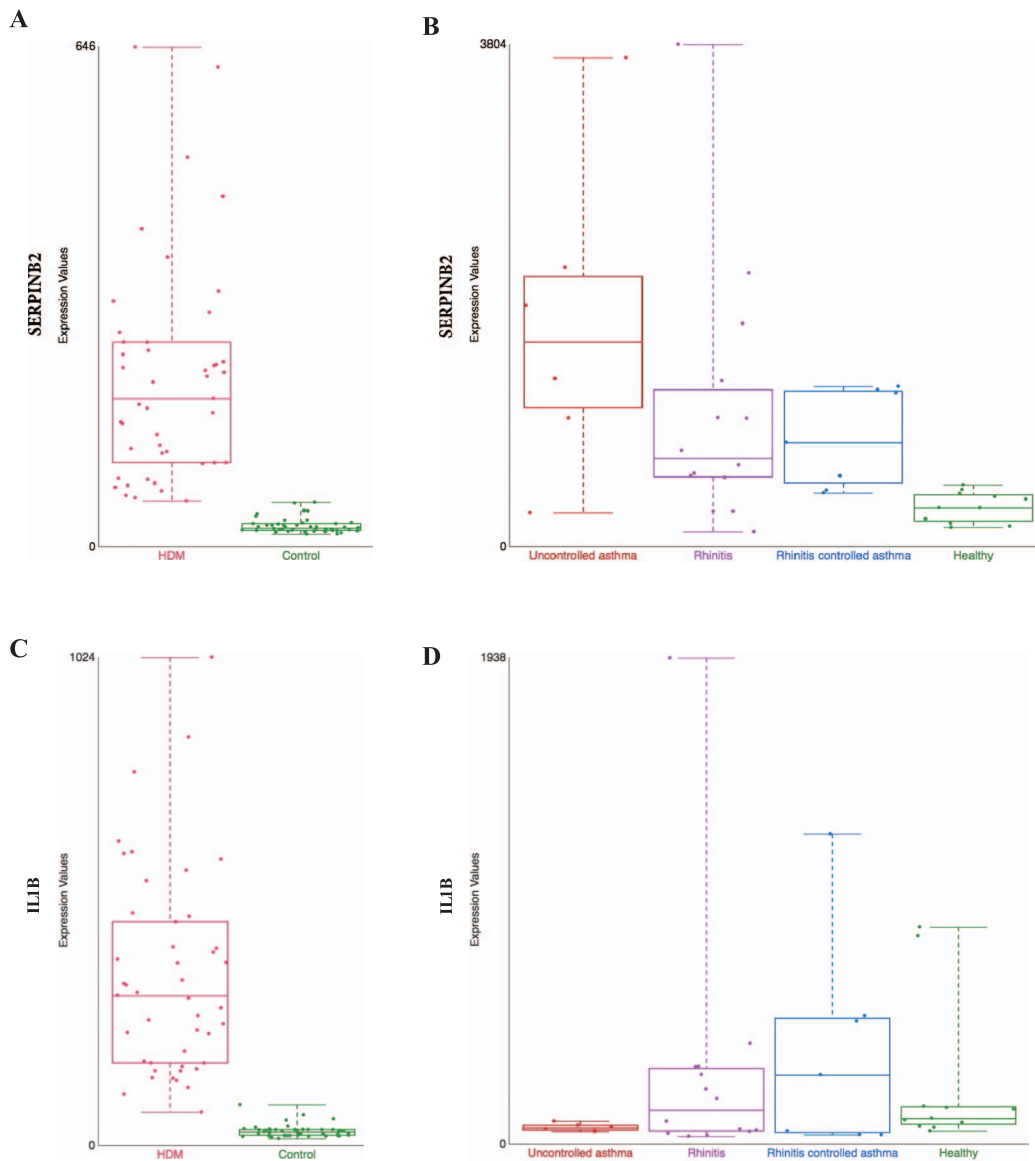 A
646
SERPINB2
Expression Values
0
HDM
Control
B
3804
SERPINB2
Expression Values
0
Uncontrolled asthma
Rhinitis
Rhinitis controlled asthma
Healthy
C
1024
IL1B
Expression Values
0
HDM
Control
D
1938
IL1B
Expression Values
0
Uncontrolled asthma
Rhinitis
Rhinitis controlled asthma
Healthy